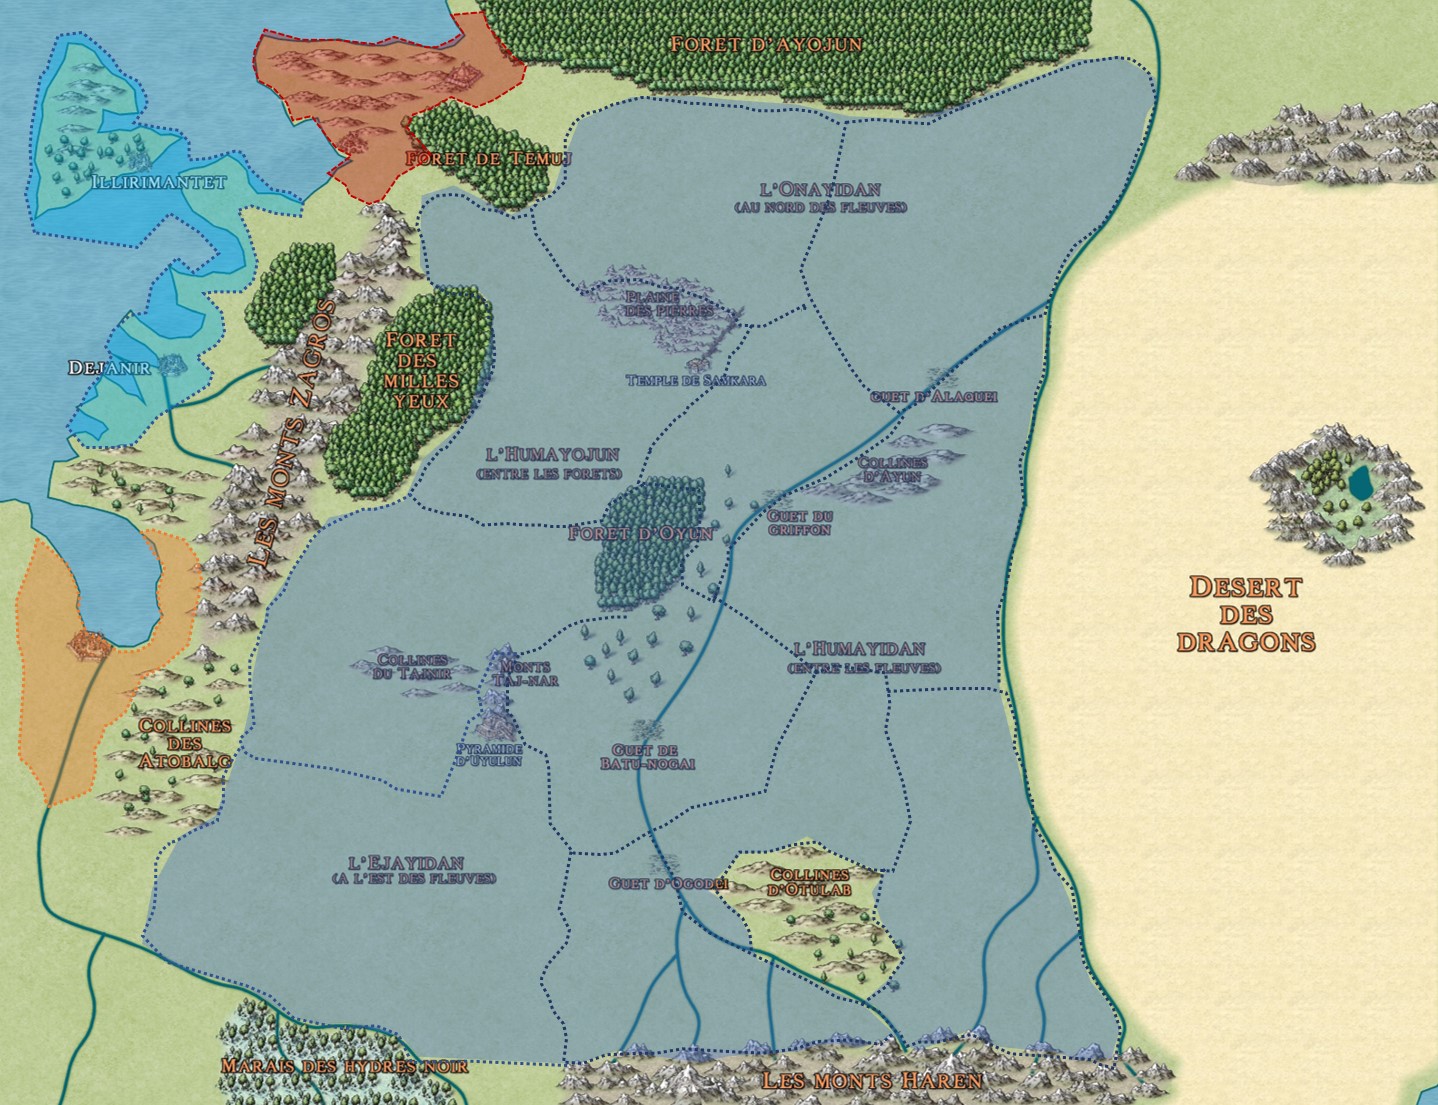 FORET D'AYOJUN
FORET DE TEMUJ
ILLIRIMANTET
L'ONAYIDAN
(AU NORD DES FLEUVES)
PLAINE
DES PIERRES
TEMPLE DE SAMKARA
DEJANIR
LES MONTS ZAGROS
FORET
DES
MILLES
YEUX
GUET D'ALAQUEI
L'HUMAYOJUN
(ENTRE LES FORETS)
COLLINES
D'AYUN
GUET DU
GRIFFON
FORET D'OYUN
DESERT
DES
DRAGONS
L'HUMAYIDAN
(ENTRE LES FLEUVES)
COLLINES
DU TAJNIR
MONTS
TAJ-NAR
COLLINES
DES
ATOBALG
PYRAMIDE
D'UYULUN
GUET DE
BATU-NOGAI
L'EJAYIDAN
(A L'EST DES FLEUVES)
GUET D'OGODEI
COLLINES
D'OTULAB
MARAIS DES HYDRES NOIR
LES MONTS HAREN